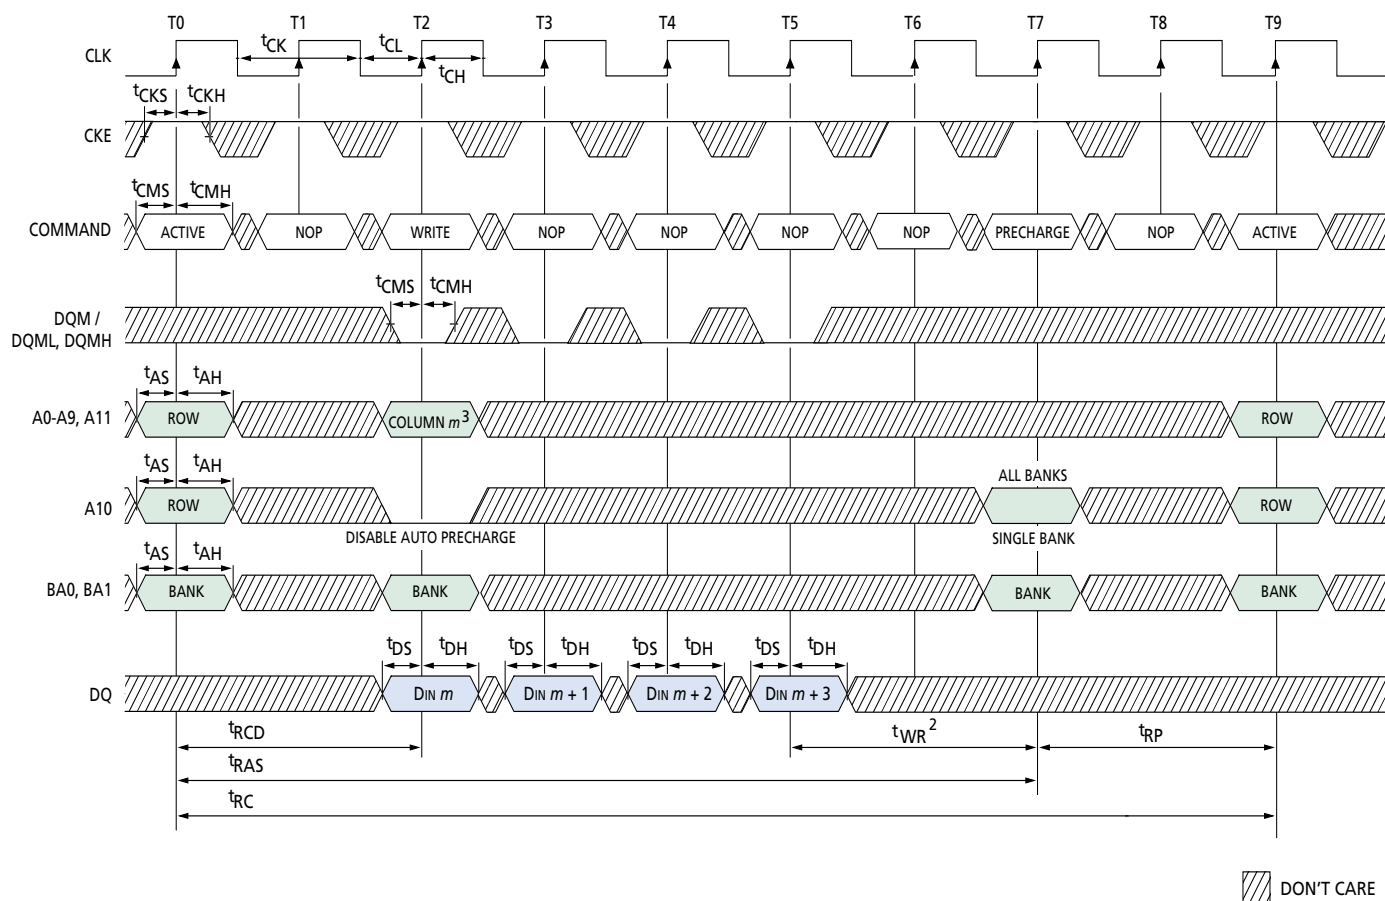 T0 T1 T2 T3 T4 T5 T6 T7 T8 T9
CLK
tCK tCL
tCH
tCKS tCKH
CKE
tCMS tCMH
COMMAND ACTIVE NOP WRITE NOP NOP NOP NOP PRECHARGE NOP ACTIVE
tCMS tCMH
DQM /
DQML, DQMH
tAS tAH
A0-A9, A11 ROW COLUMN m3 ROW
tAS tAH
ALL BANKS
A10 ROW ROW
DISABLE AUTO PRECHARGE SINGLE BANK
tAS tAH
BA0, BA1 BANK BANK BANK BANK
tDS tDH tDS tDH tDS tDH tDS tDH
DQ DIN m DIN m + 1 DIN m + 2 DIN m + 3
tRCD tWR2 tRP
tRAS
tRC
DON'T CARE